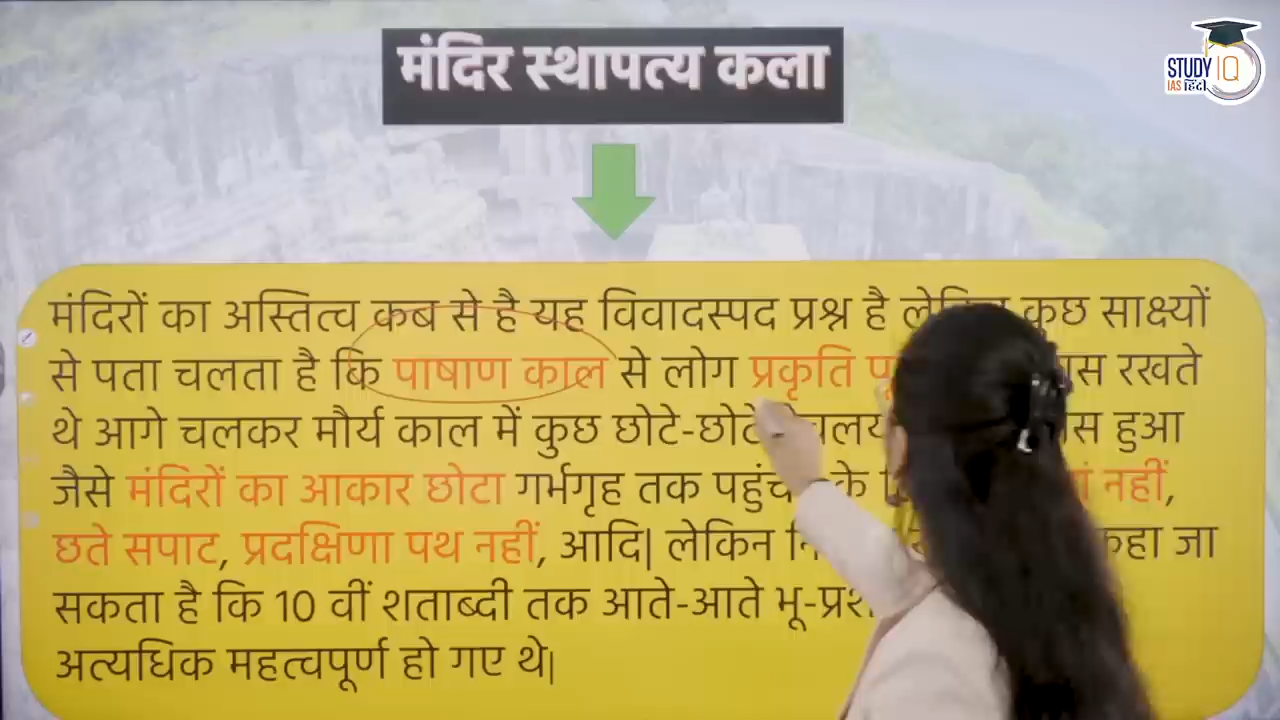 मंदिर स्थापत्य कला
STUDY IQ
IAS हिंदी
मंदिरों का अस्तित्व कब से है यह विवादस्पद प्रश्न है कुछ साक्ष्यों
से पता चलता है कि पाषाण काल से लोग प्रकृति रखते
थे आगे चलकर मौर्य काल में कुछ छोटे-छोटे हुआ
जैसे मंदिरों का आकार छोटा गर्भगृह तक नहीं,
छते सपाट, प्रदक्षिणा पथ नहीं, आदि| लेकिन कहा जा
सकता है कि 10 वीं शताब्दी तक आते-आते
अत्यधिक महत्वपूर्ण हो गए थे|